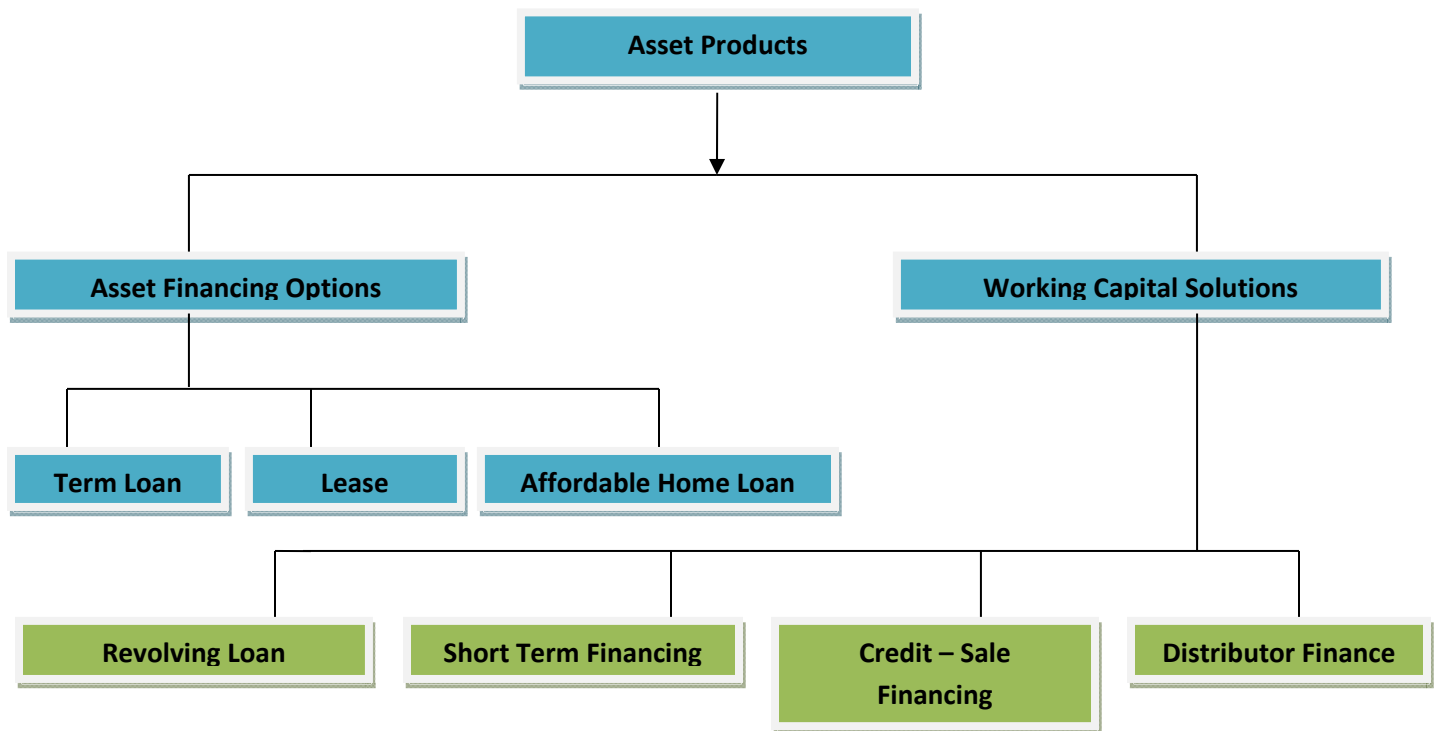 Asset Products
Asset Financing Options
Working Capital Solutions
Term Loan
Lease
Affordable Home Loan
Revolving Loan
Short Term Financing
Credit – Sale
Financing
Distributor Finance